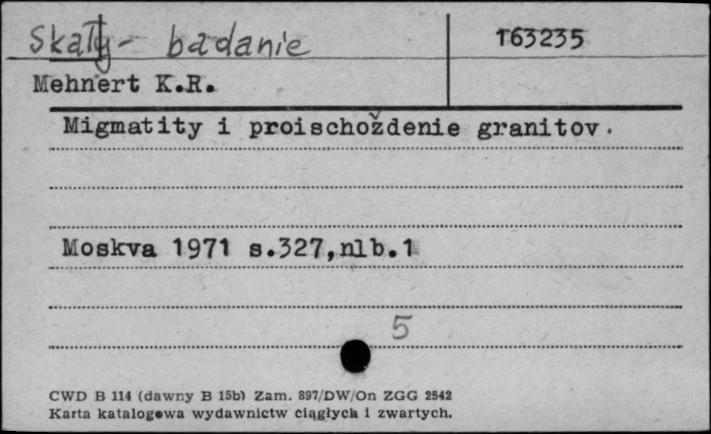 Skały - badanie
163235
Mehnert K.R.
Migmatity i proischoždenie granitov.
Moskva 1971 s.327,nlb.1
5
CWD B 114 (dawny B 15b) Zam. 897/DW/On ZGG 2542
Karta katalogowa wydawnictw ciągłych i zwartych.